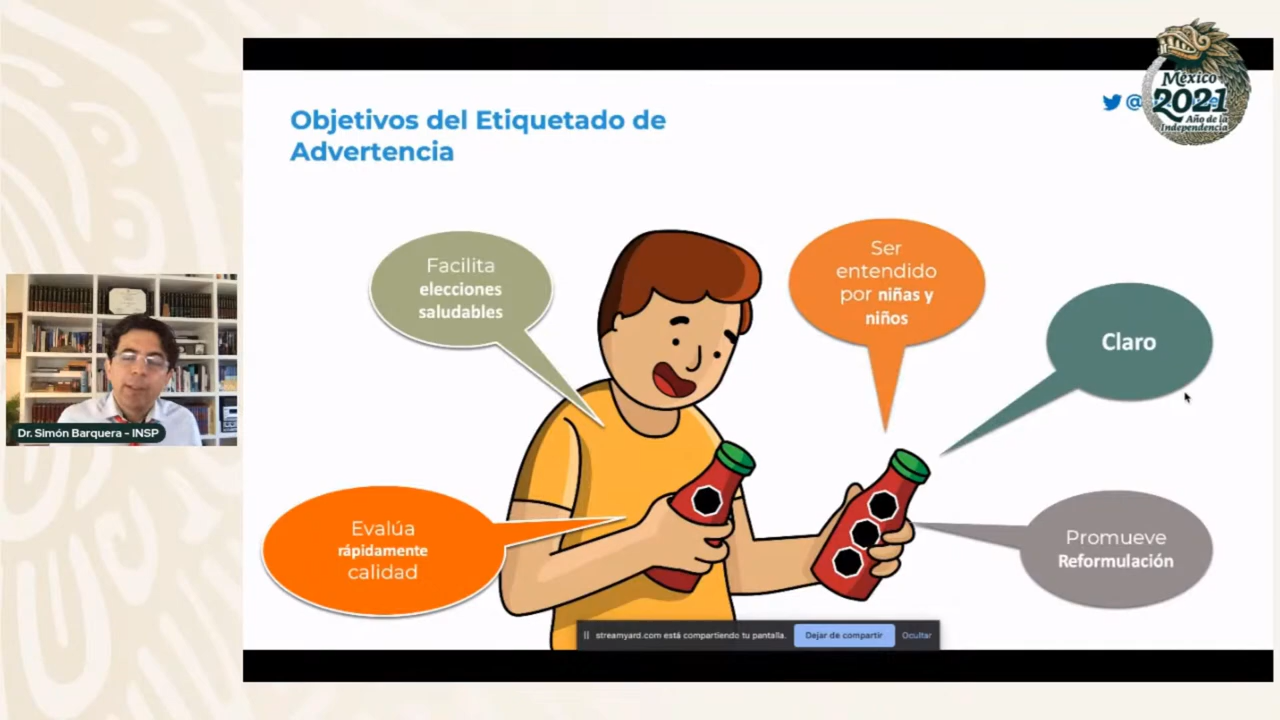 Objetivos del Etiquetado de
Advertencia
@
México
2021
Año de la
Independencia
Facilita
elecciones
saludables
Ser
entendido
por niñas y
niños
Claro
Dr. Simón Barquera - INSP
Evalúa
rápidamente
calidad
Promueve
Reformulación
streamyard.com está compartiendo tu pantalla.
Dejar de compartir
Ocultar